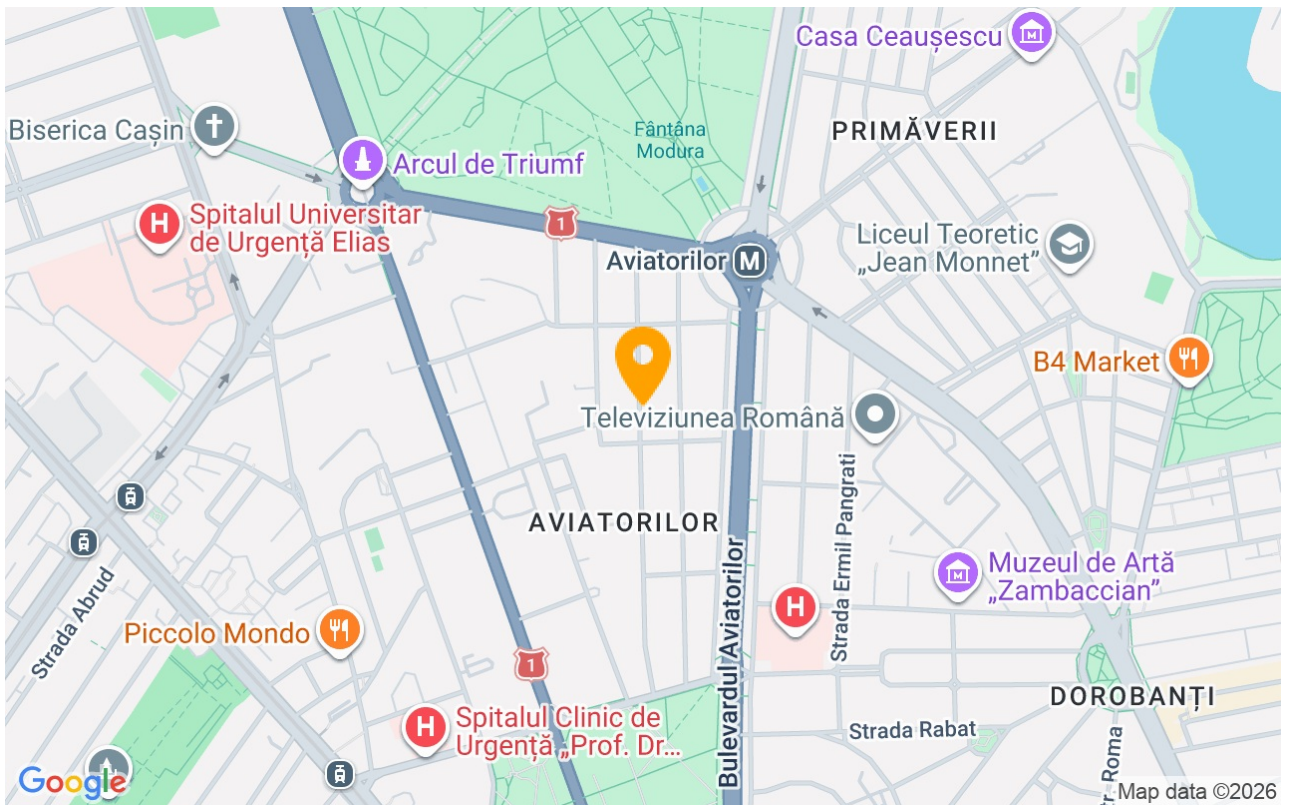 Casa Ceaușescu
Biserica Cașin
Fântâna
Modura
PRIMĂVERII
Arcul de Triumf
H
Spitalul Universitar
de Urgență Elias
1
Aviatorilor
M
Liceul Teoretic
„Jean Monnet”
B4 Market
Televiziunea Română
AVIATORILOR
Strada Ermil Pangrati
Bulevardul Aviatorilor
Muzeul de Artă
„Zambaccian”
H
Strada Abrud
Piccolo Mondo
1
DOROBANȚI
H
Spitalul Clinic de
Urgență „Prof. Dr...
Strada Rabat
Roma
Google
Map data ©2026